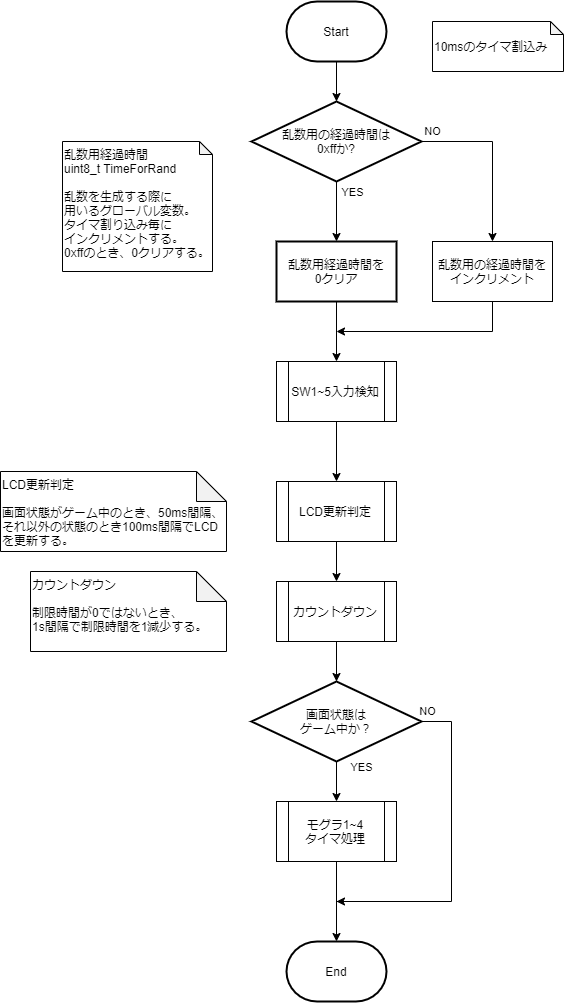 Start
10msのタイマ割込み
乱数用の経過時間は
0xffか?
NO
YES
乱数用経過時間
uint8_t TimeForRand
乱数を生成する際に
用いるグローバル変数。
タイマ割り込み毎に
インクリメントする。
0xffのとき、0クリアする。
乱数用経過時間を
0クリア
乱数用の経過時間を
インクリメント
SW1~5入力検知
LCD更新判定
画面状態がゲーム中のとき、50ms間隔、
それ以外の状態のとき100ms間隔でLCD
を更新する。
LCD更新判定
カウントダウン
制限時間が0ではないとき、
1s間隔で制限時間を1減少する。
カウントダウン
画面状態は
ゲーム中か？
NO
YES
モグラ1~4
タイマ処理
End